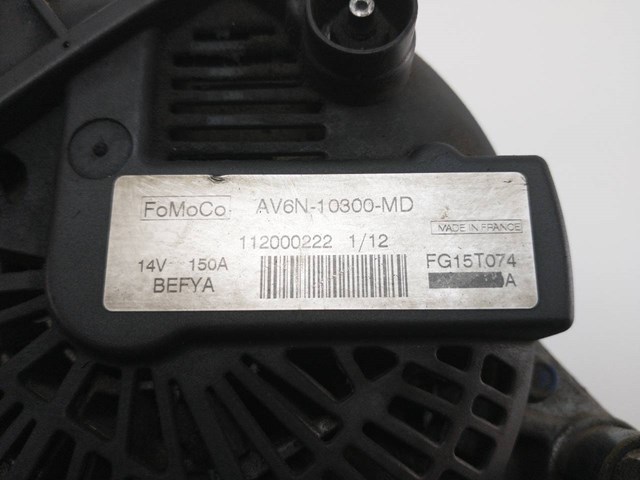 FoMoCo AV6N-10300-MD
MADE IN FRANCE
112000222 1/12
14V 150A FG15T074
BEFYA A